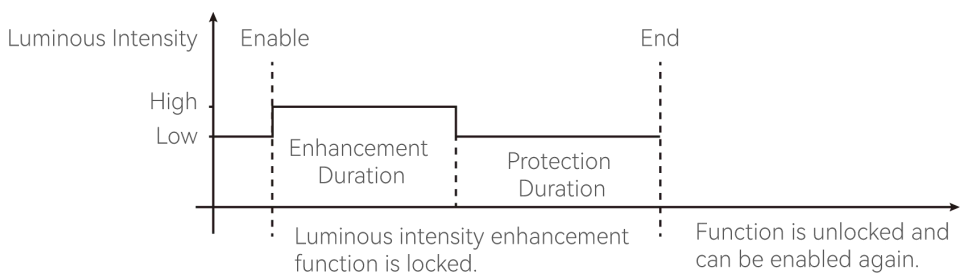 Luminous Intensity
Enable
End
High
Low
Enhancement
Duration
Protection
Duration
Luminous intensity enhancement
function is locked.
Function is unlocked and
can be enabled again.